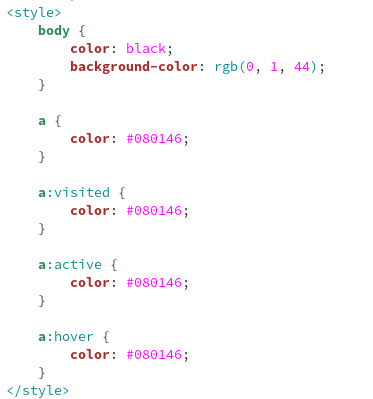 <style>
    body {
        color: black;
        background-color: rgb(0, 1, 44);
    }

    a {
        color: #080146;
    }

    a:visited {
        color: #080146;
    }

    a:active {
        color: #080146;
    }

    a:hover {
        color: #080146;
    }
</style>